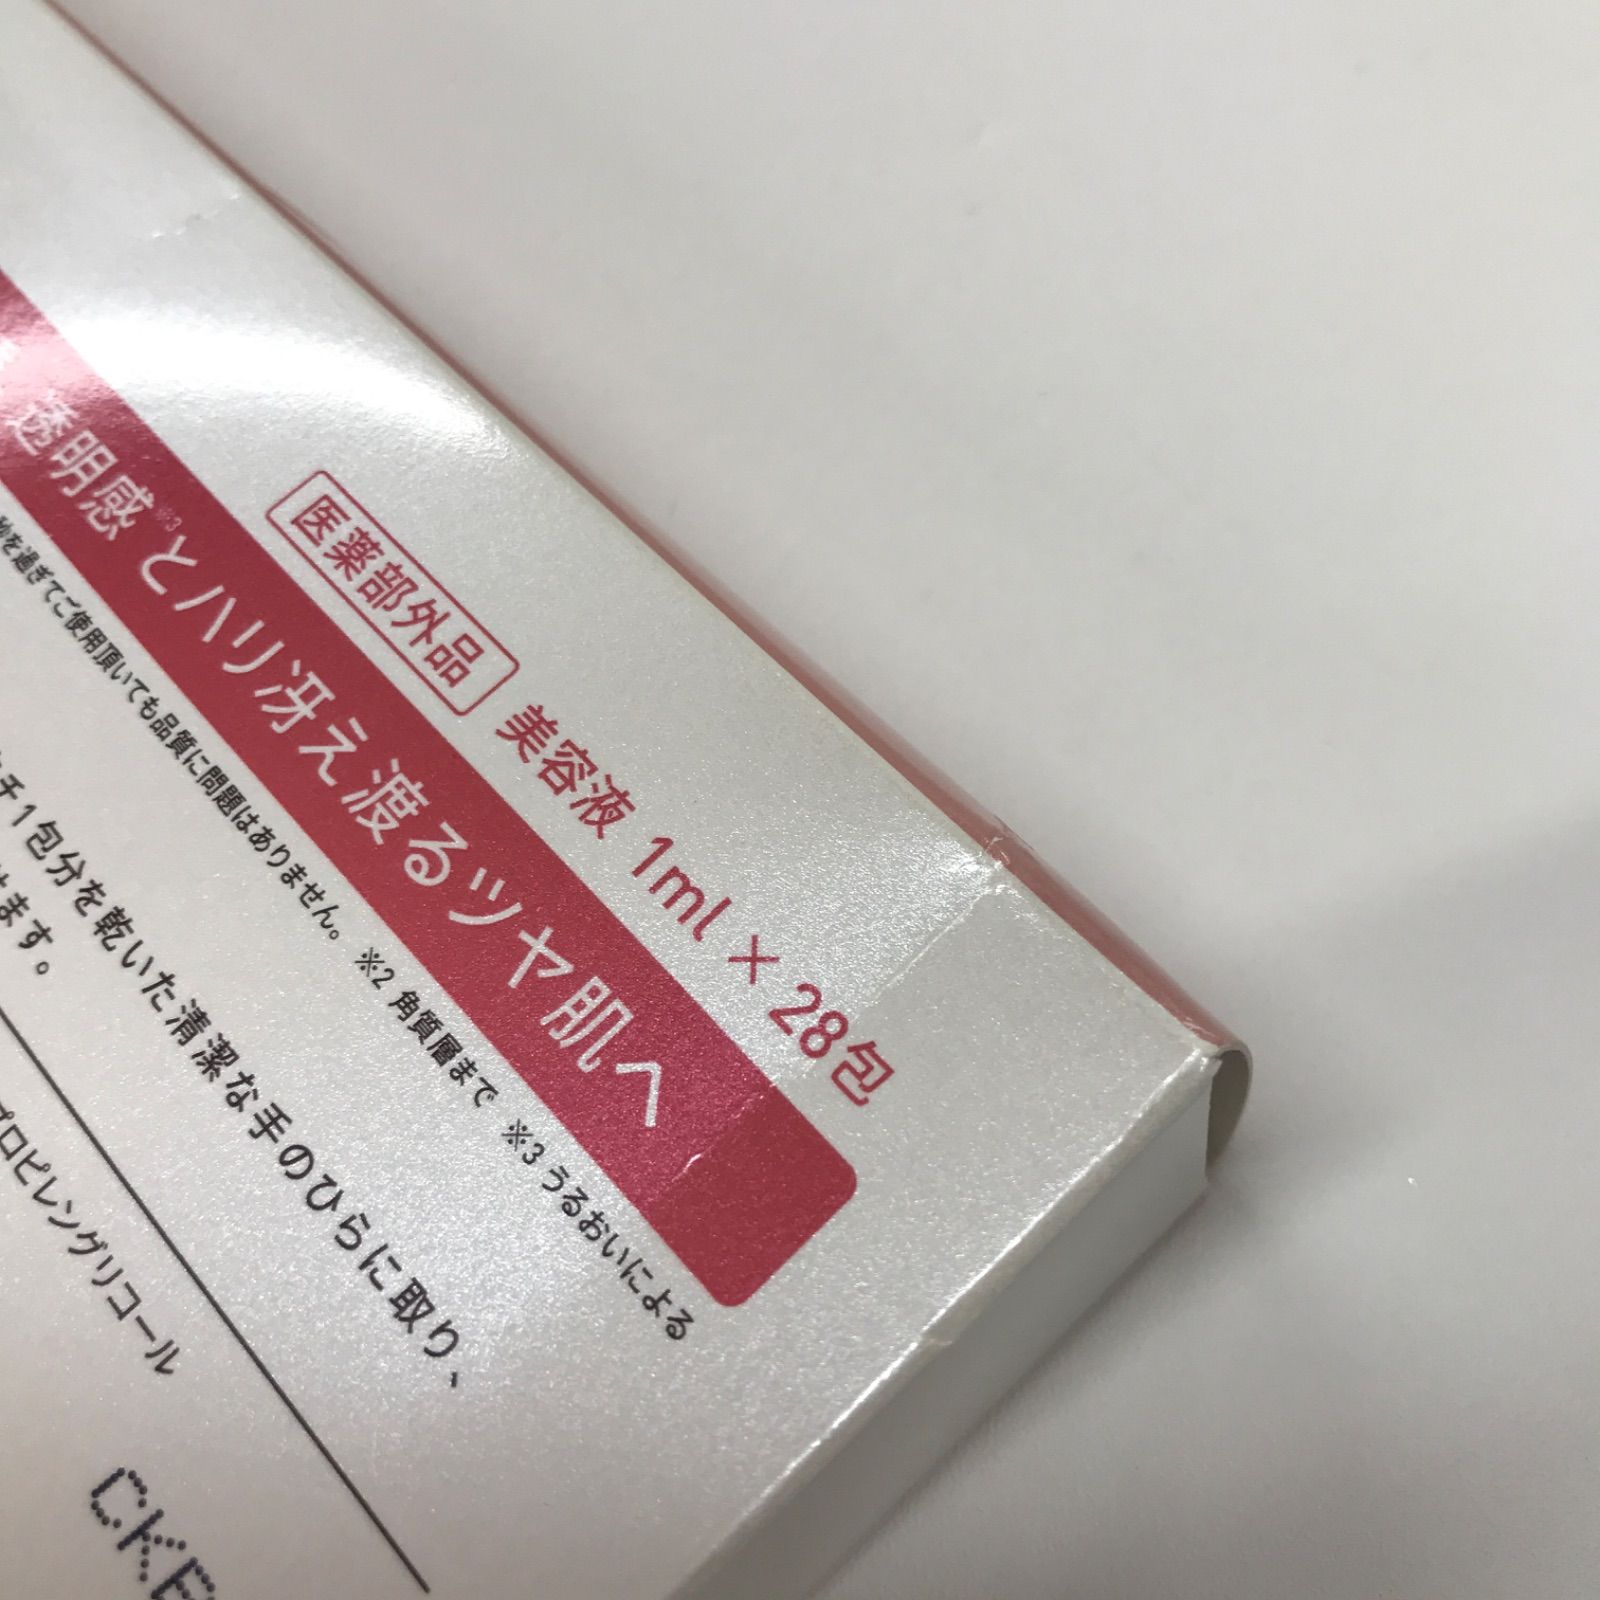 医薬部外品 美容液 1ml × 28包
透明感※3とハリ冴え渡るツヤ肌へ
秒を過ぎてご使用頂いても品質に問題はありません。 ※2 角質層まで ※3 うるおいによる
チ1包分を乾いた清潔な手のひらに取り、
けます。
プロピレングリコール
CKE